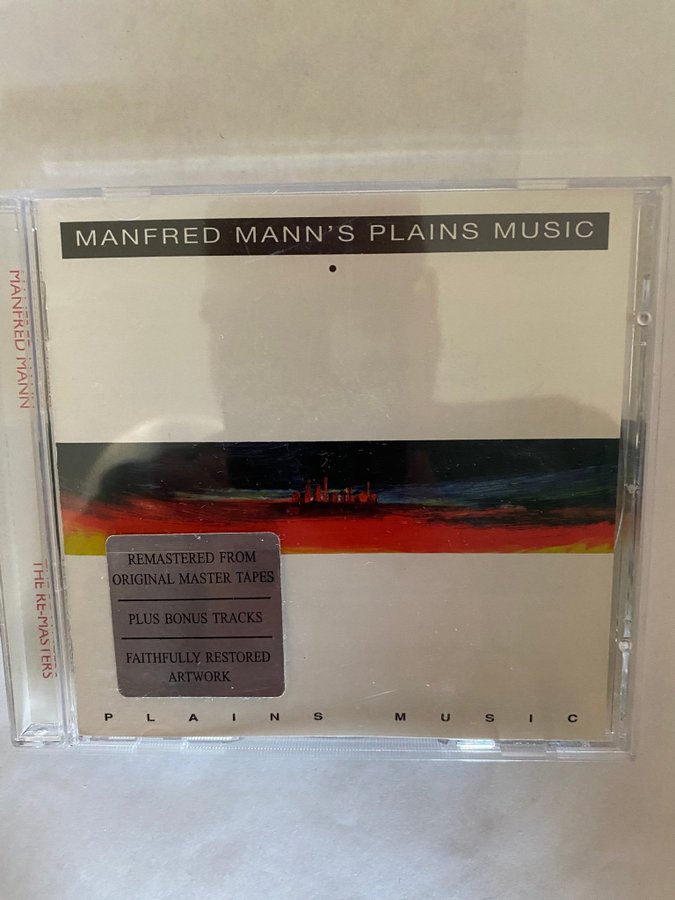 MANFRED MANN'S PLAINS MUSIC
MANFRED MANN
THE RE-MASTERS
REMASTERED FROM
ORIGINAL MASTER TAPES
PLUS BONUS TRACKS
FAITHFULLY RESTORED
ARTWORK
PLAINS MUSIC